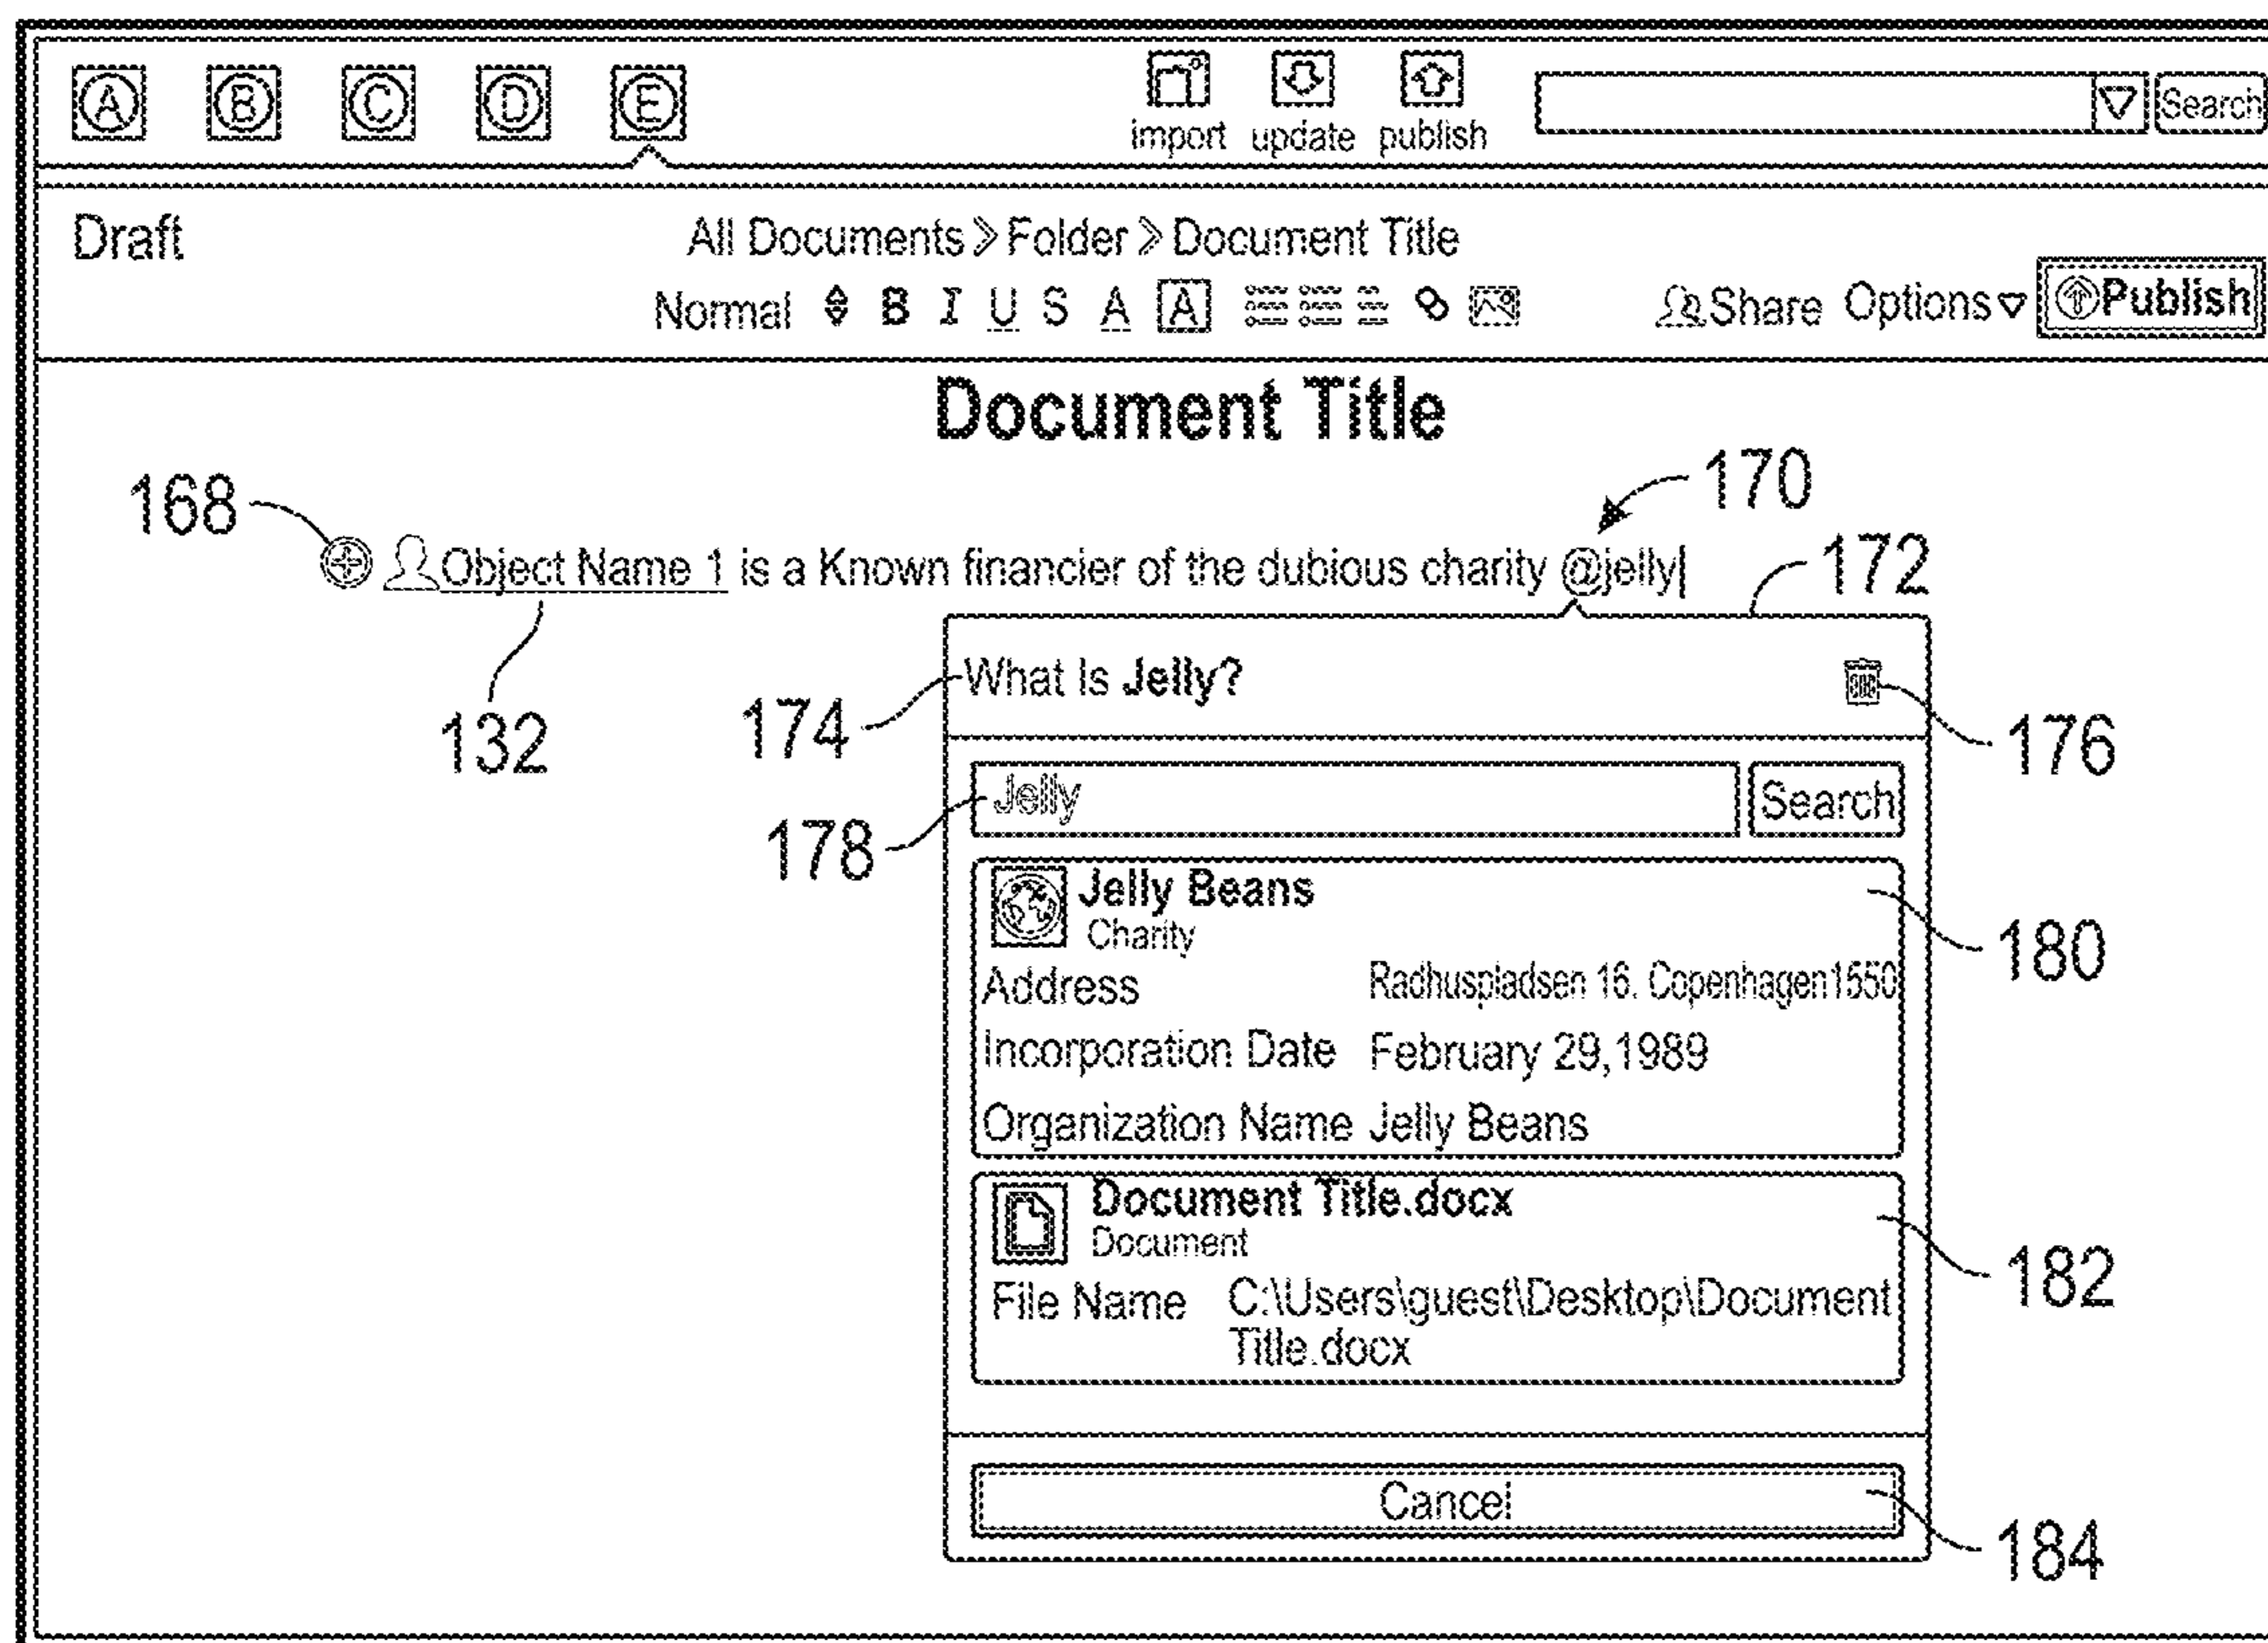 A B C D E
import update publish Search
Draft
All Documents > Folder > Document Title
Normal B I U S A A Share Options Publish
Document Title
168
170
Object Name 1 is a Known financier of the dubious charity @jelly
172
132
What Is Jelly?
174
176
Jelly Search
178
Jelly Beans
Charity
180
Address Radhuspladsen 16. Copenhagen1550
Incorporation Date February 29,1989
Organization Name Jelly Beans
Document Title.docx
Document
182
File Name C:\Users\guest\Desktop\Document
Title.docx
Cancel
184